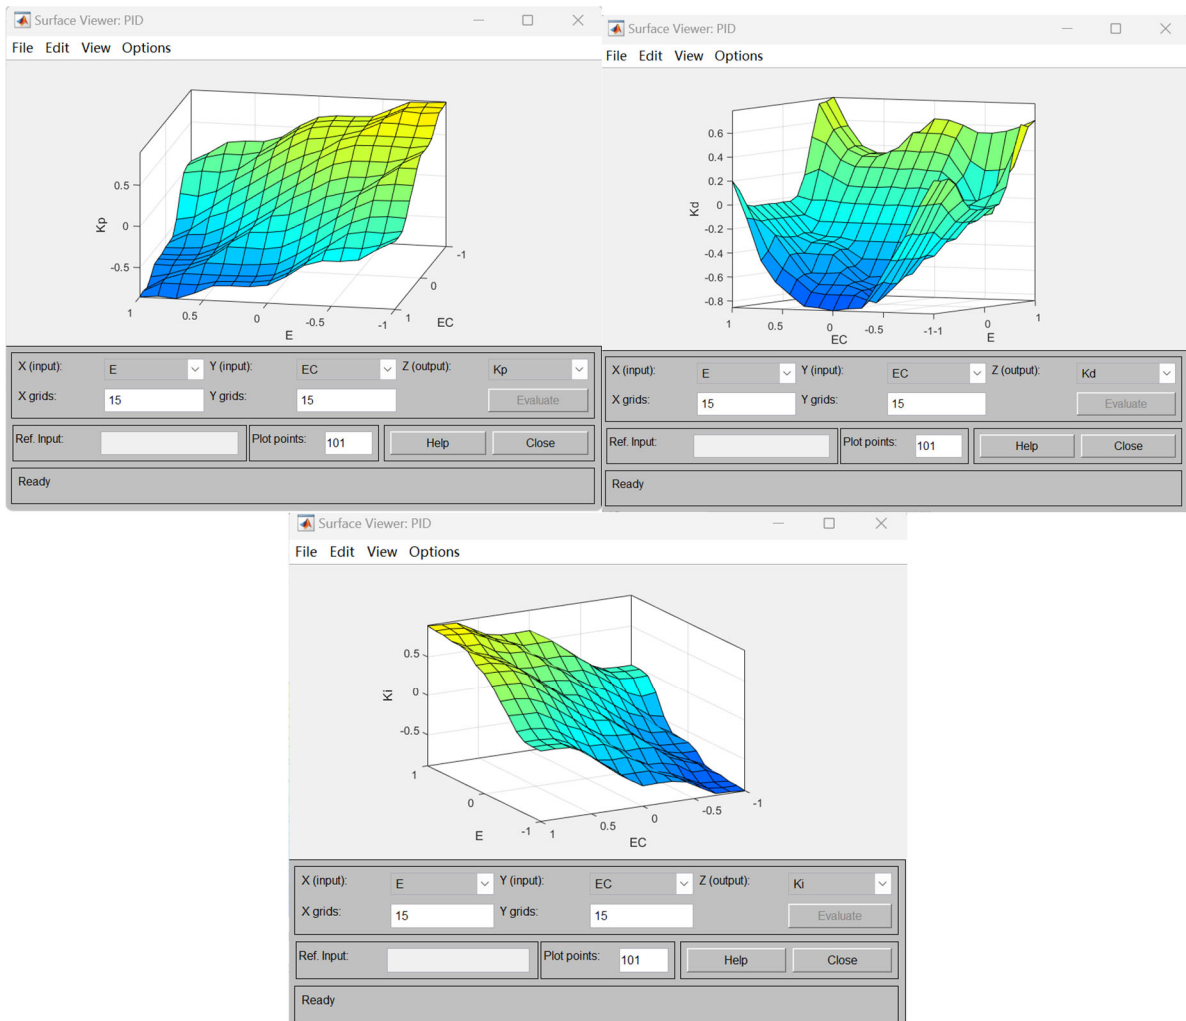 Surface Viewer: PID
File Edit View Options
Kp
0.5
0
-0.5
1
0.5
0
-0.5
-1
E
1
0
-1
EC
X (input): E Y (input): EC Z (output): Kp
X grids: 15 Y grids: 15 Evaluate
Ref. Input: Plot points: 101 Help Close
Ready
Surface Viewer: PID
File Edit View Options
Kd
0.6
0.4
0.2
0
-0.2
-0.4
-0.6
-0.8
1
0.5
0
-0.5
-1
EC
-1
0
1
E
X (input): E Y (input): EC Z (output): Kd
X grids: 15 Y grids: 15 Evaluate
Ref. Input: Plot points: 101 Help Close
Ready
Surface Viewer: PID
File Edit View Options
Ki
0.5
0
-0.5
1
0
-1
E
1
0.5
0
-0.5
-1
EC
X (input): E Y (input): EC Z (output): Ki
X grids: 15 Y grids: 15 Evaluate
Ref. Input: Plot points: 101 Help Close
Ready